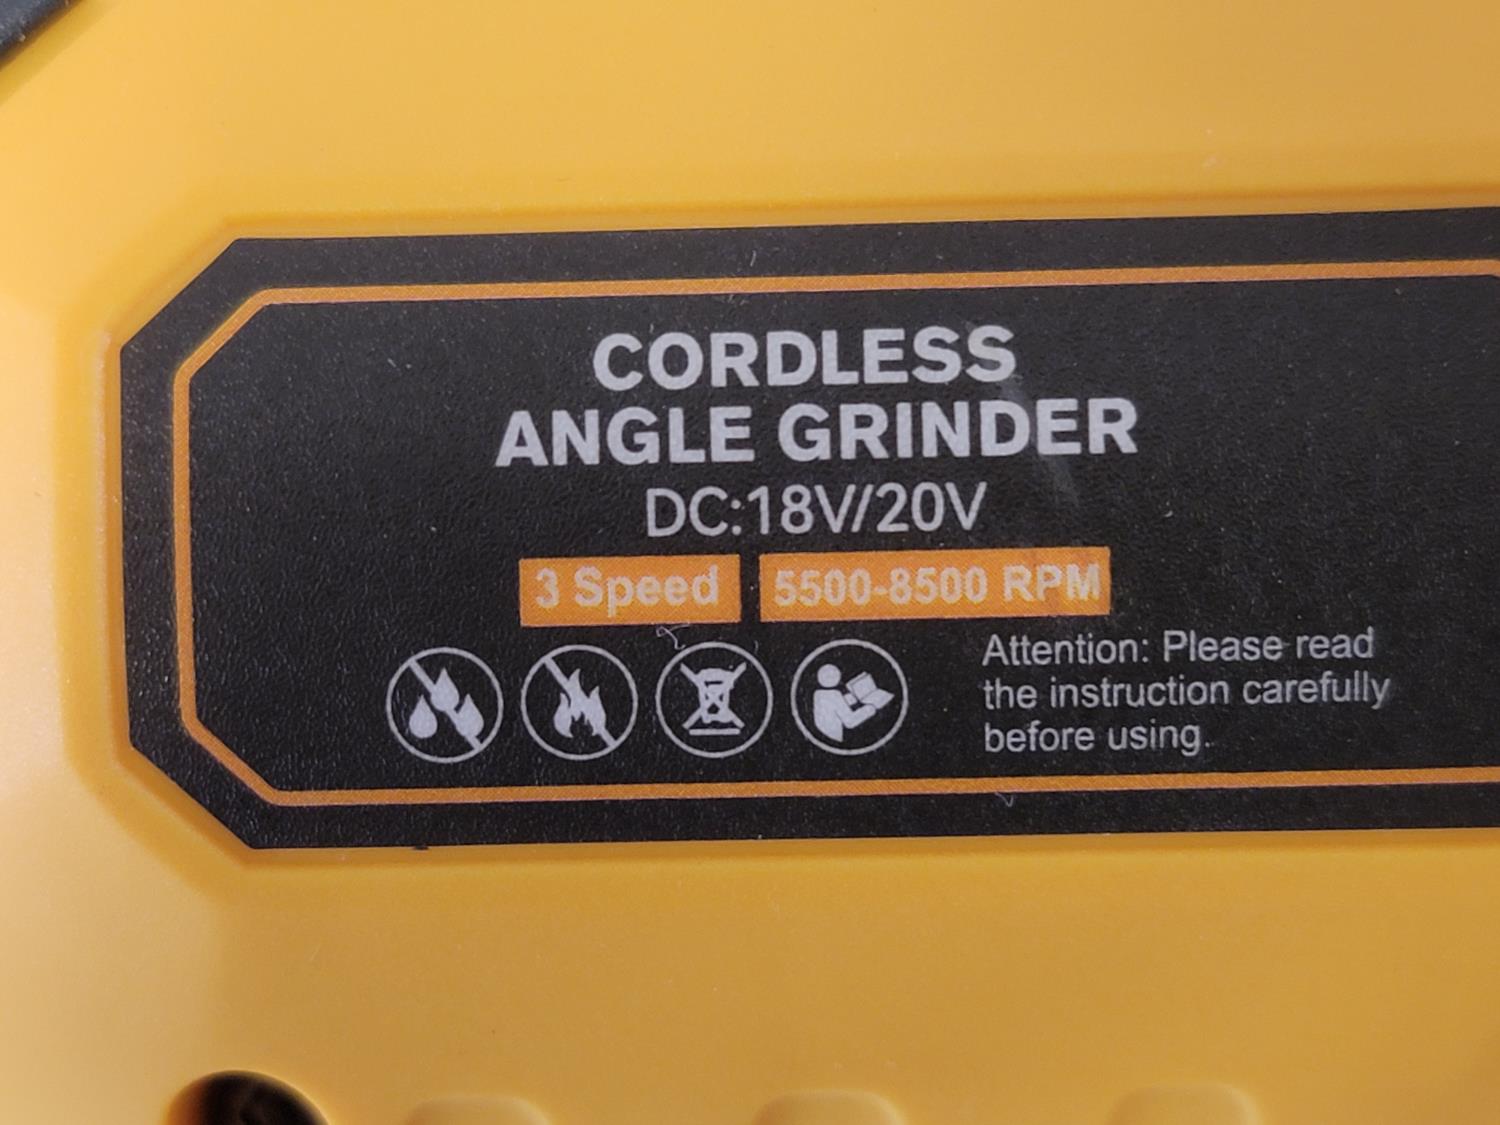 CORDLESS
ANGLE GRINDER
DC:18V/20V
3 Speed 5500-8500 RPM
Attention: Please read
the instruction carefully
before using.